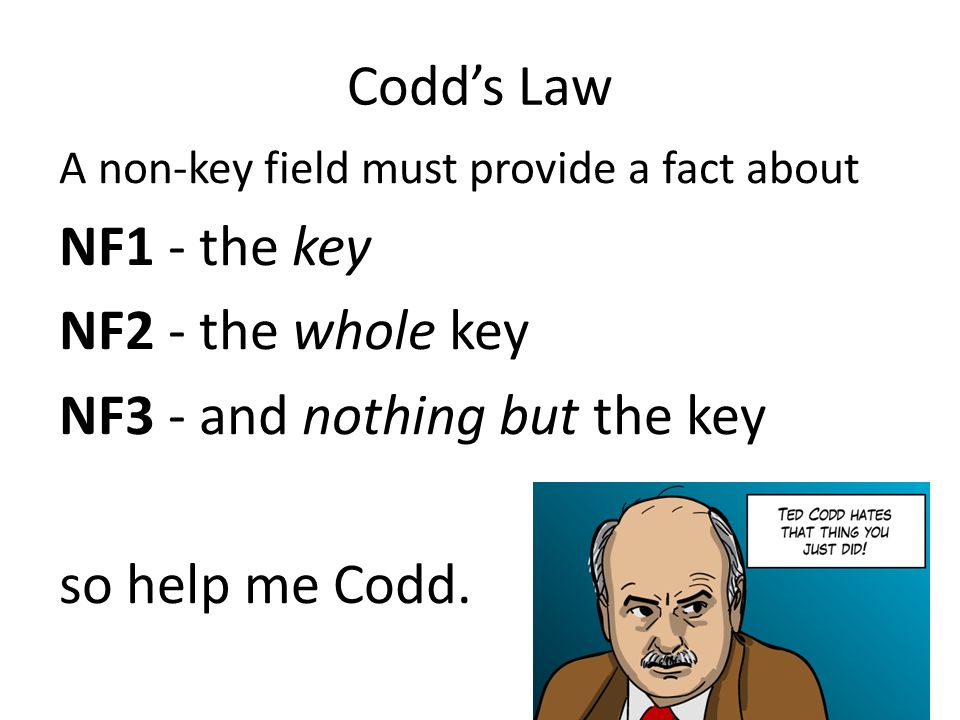 Codd’s Law
A non-key field must provide a fact about
NF1 - the key
NF2 - the whole key
NF3 - and nothing but the key
so help me Codd.
TED CODD HATES
THAT THING YOU
JUST DID!